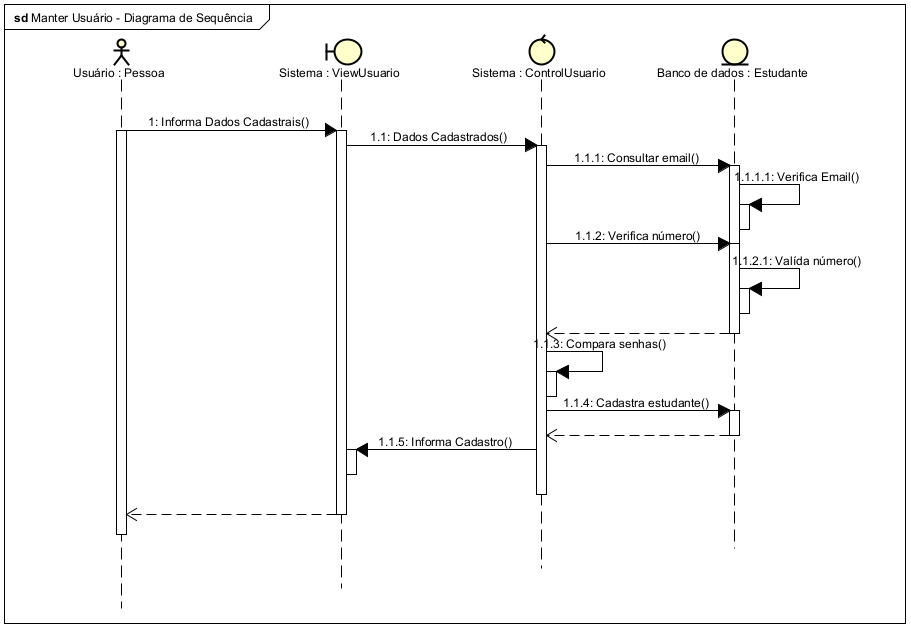 sd Manter Usuário - Diagrama de Sequência
Usuário : Pessoa
Sistema : ViewUsuario
Sistema : ControlUsuario
Banco de dados : Estudante
1: Informa Dados Cadastrais()
1.1: Dados Cadastrados()
1.1.1: Consultar email()
1.1.1.1: Verifica Email()
1.1.2: Verifica número()
1.1.2.1: Valída número()
1.1.3: Compara senhas()
1.1.4: Cadastra estudante()
1.1.5: Informa Cadastro()